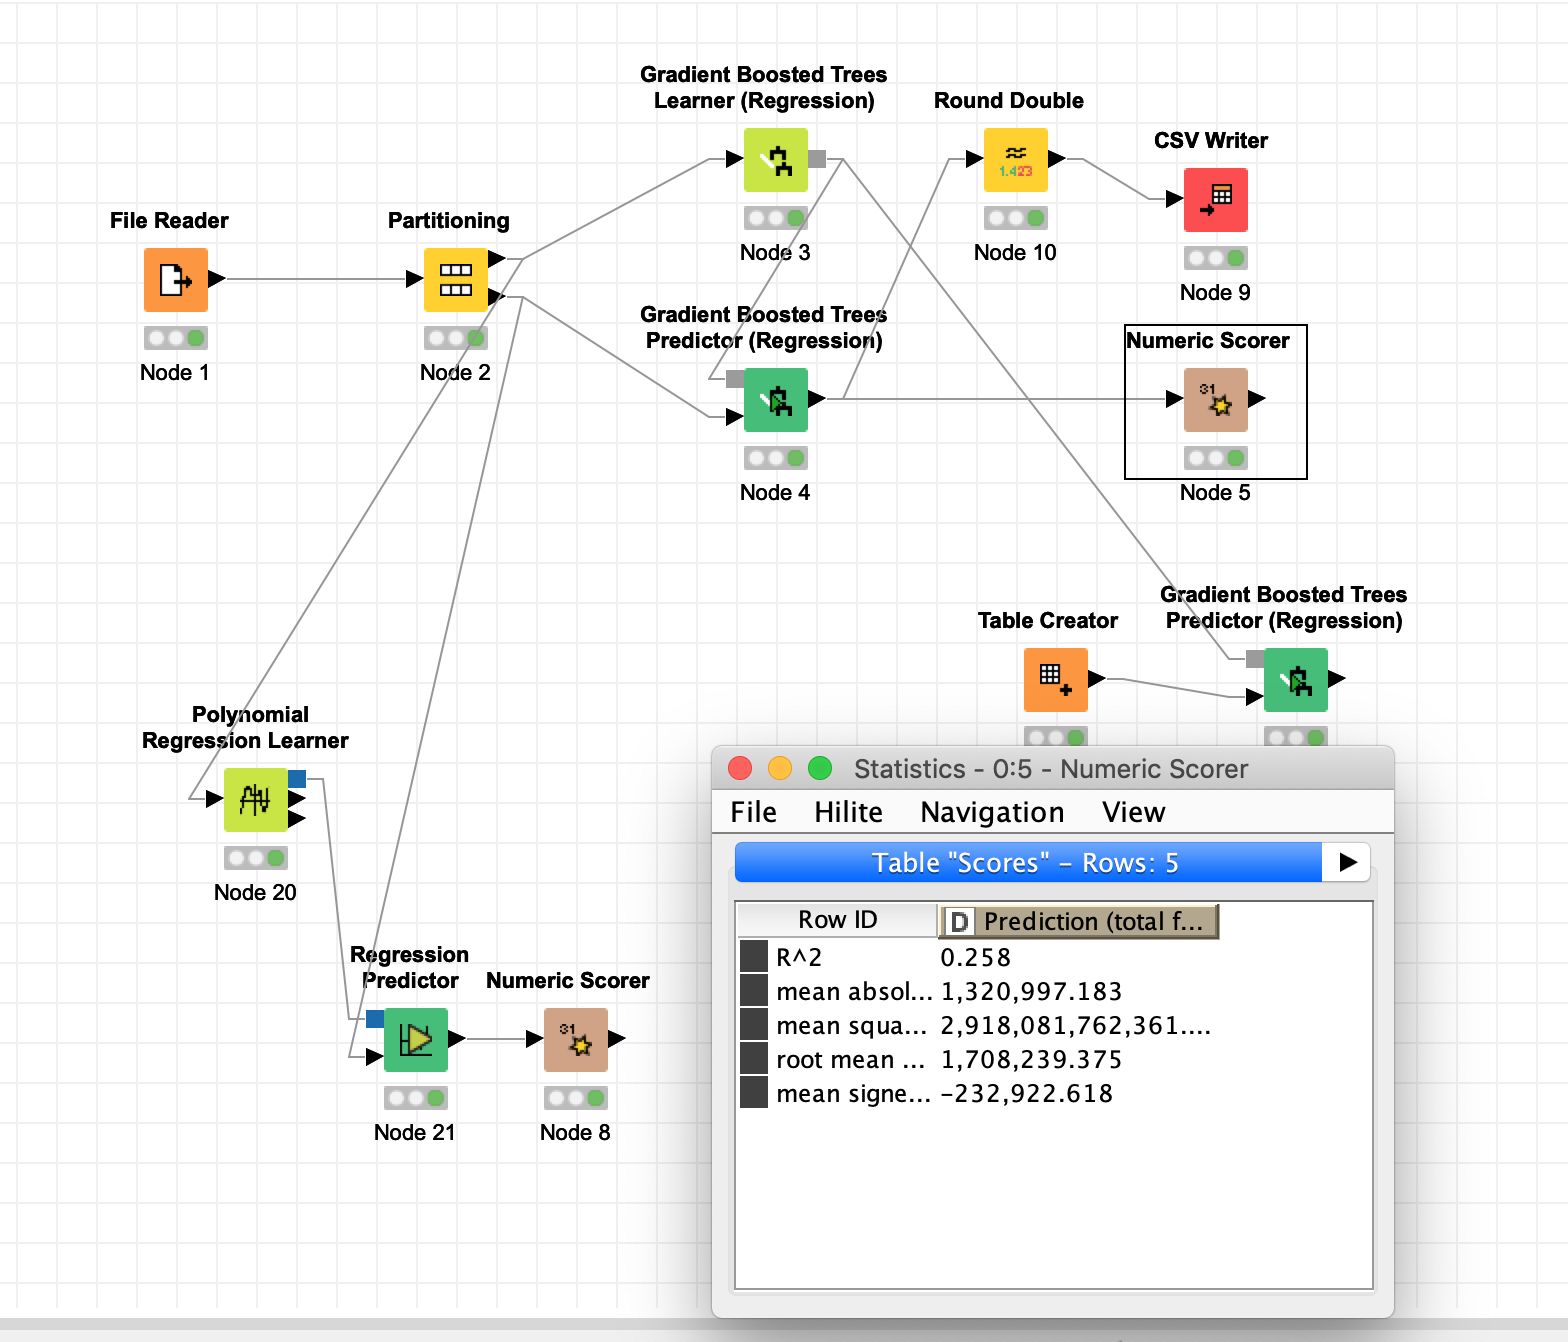 Gradient Boosted Trees
Learner (Regression)
Round Double
1.423
CSV Writer
File Reader
Partitioning
Node 3
Node 10
Node 9
Gradient Boosted Trees
Predictor (Regression)
Numeric Scorer
Node 1
Node 2
31
Node 4
Node 5
Gradient Boosted Trees
Predictor (Regression)
Table Creator
Polynomial
Regression Learner
Node 20
Regression
Predictor
Numeric Scorer
31
Node 21
Node 8
Statistics - 0:5 - Numeric Scorer
File Hilite Navigation View
Table "Scores" - Rows: 5
Row ID D Prediction (total f...
R^2 0.258
mean absol... 1,320,997.183
mean squa... 2,918,081,762,361....
root mean ... 1,708,239.375
mean signe... -232,922.618